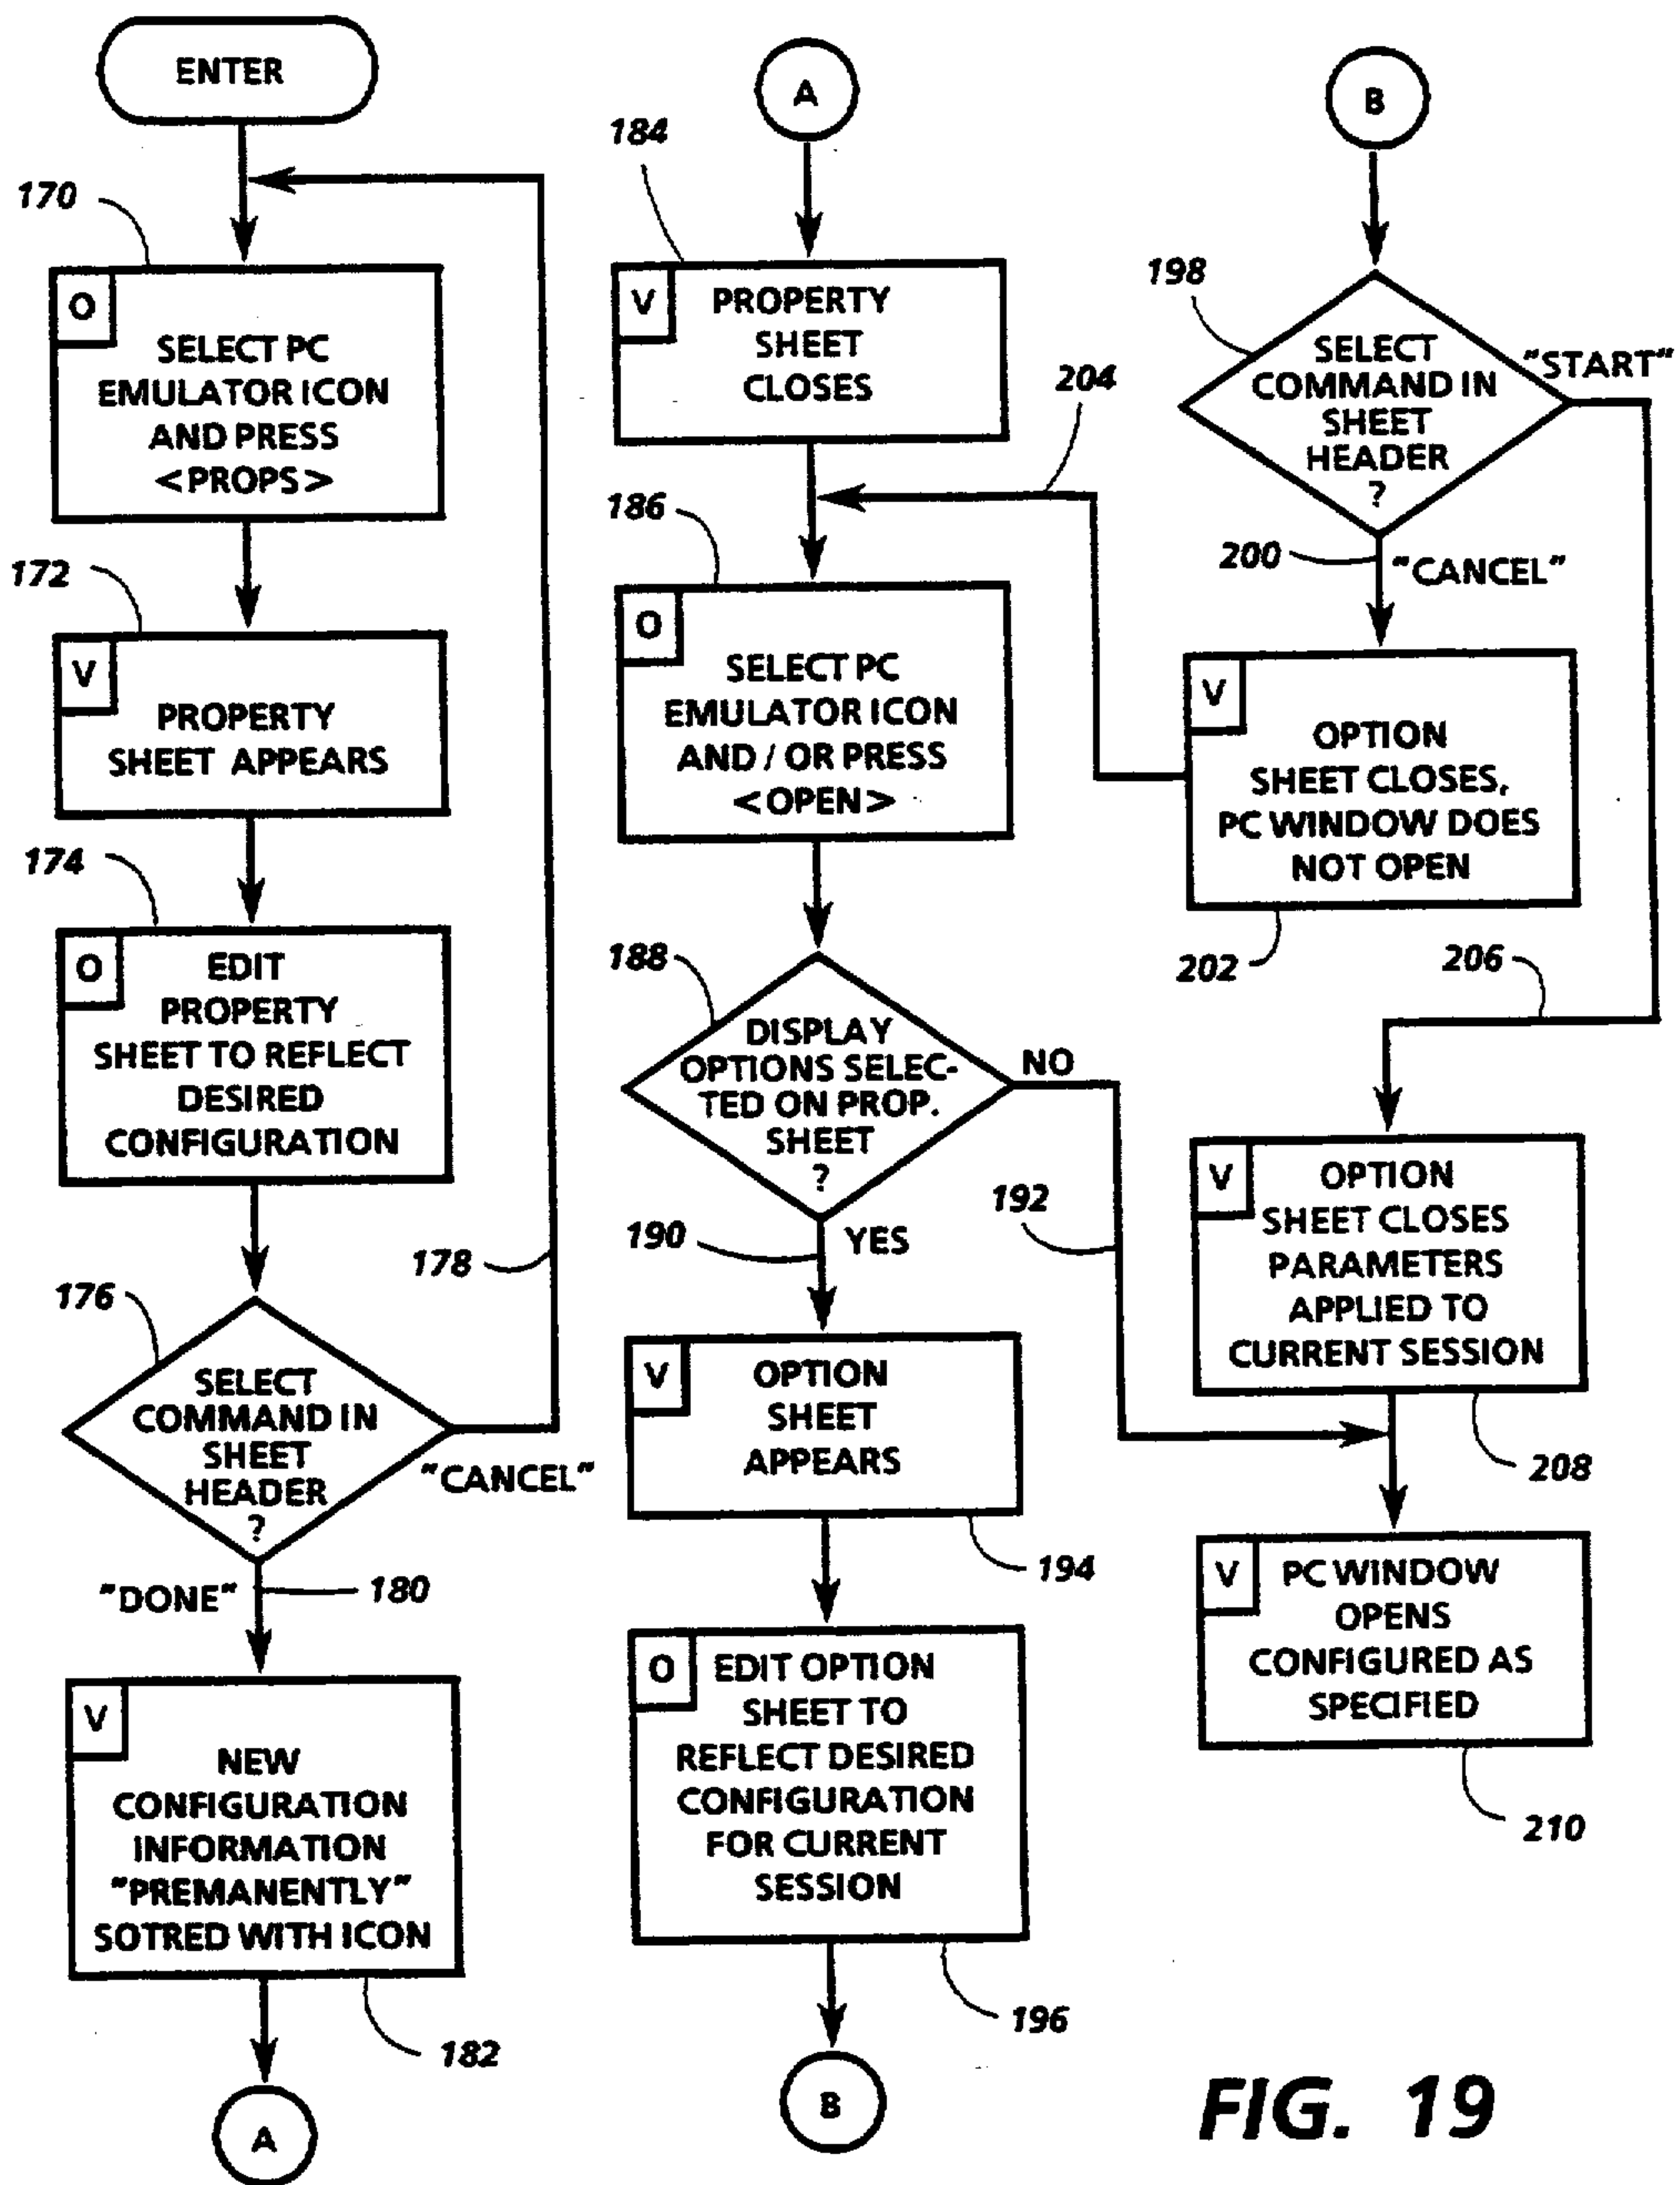 ENTER
170
O
SELECT PC
EMULATOR ICON
AND PRESS
<PROPS>
172
V
PROPERTY
SHEET APPEARS
174
O
EDIT
PROPERTY
SHEET TO REFLECT
DESIRED
CONFIGURATION
176
178
SELECT
COMMAND IN
SHEET
HEADER
?
"CANCEL"
"DONE"
180
V
NEW
CONFIGURATION
INFORMATION
"PREMANENTLY"
SOTRED WITH ICON
182
A
A
184
V
PROPERTY
SHEET
CLOSES
204
186
O
SELECT PC
EMULATOR ICON
AND / OR PRESS
<OPEN>
188
DISPLAY
OPTIONS SELEC-
TED ON PROP.
SHEET
?
NO
192
190
YES
V
OPTION
SHEET
APPEARS
194
O
EDIT OPTION
SHEET TO
REFLECT DESIRED
CONFIGURATION
FOR CURRENT
SESSION
196
B
B
198
SELECT
COMMAND IN
SHEET
HEADER
?
"START"
200
"CANCEL"
V
OPTION
SHEET CLOSES,
PC WINDOW DOES
NOT OPEN
202
206
V
OPTION
SHEET CLOSES
PARAMETERS
APPLIED TO
CURRENT SESSION
208
V
PC WINDOW
OPENS
CONFIGURED AS
SPECIFIED
210
FIG. 19